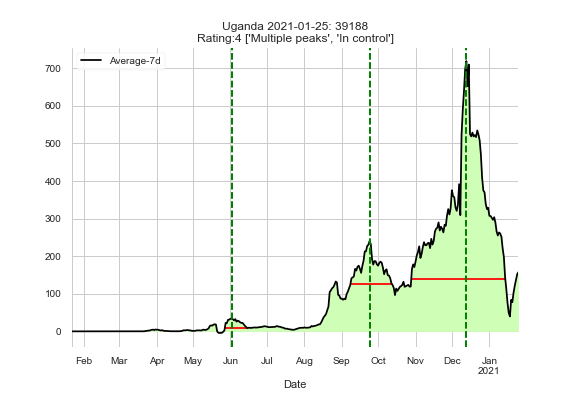 Uganda 2021-01-25: 39188
Rating:4 ['Multiple peaks', 'In control']
Average-7d
700
600
500
400
300
200
100
0
Feb Mar Apr May Jun Jul Aug Sep Oct Nov Dec Jan
2021
Date